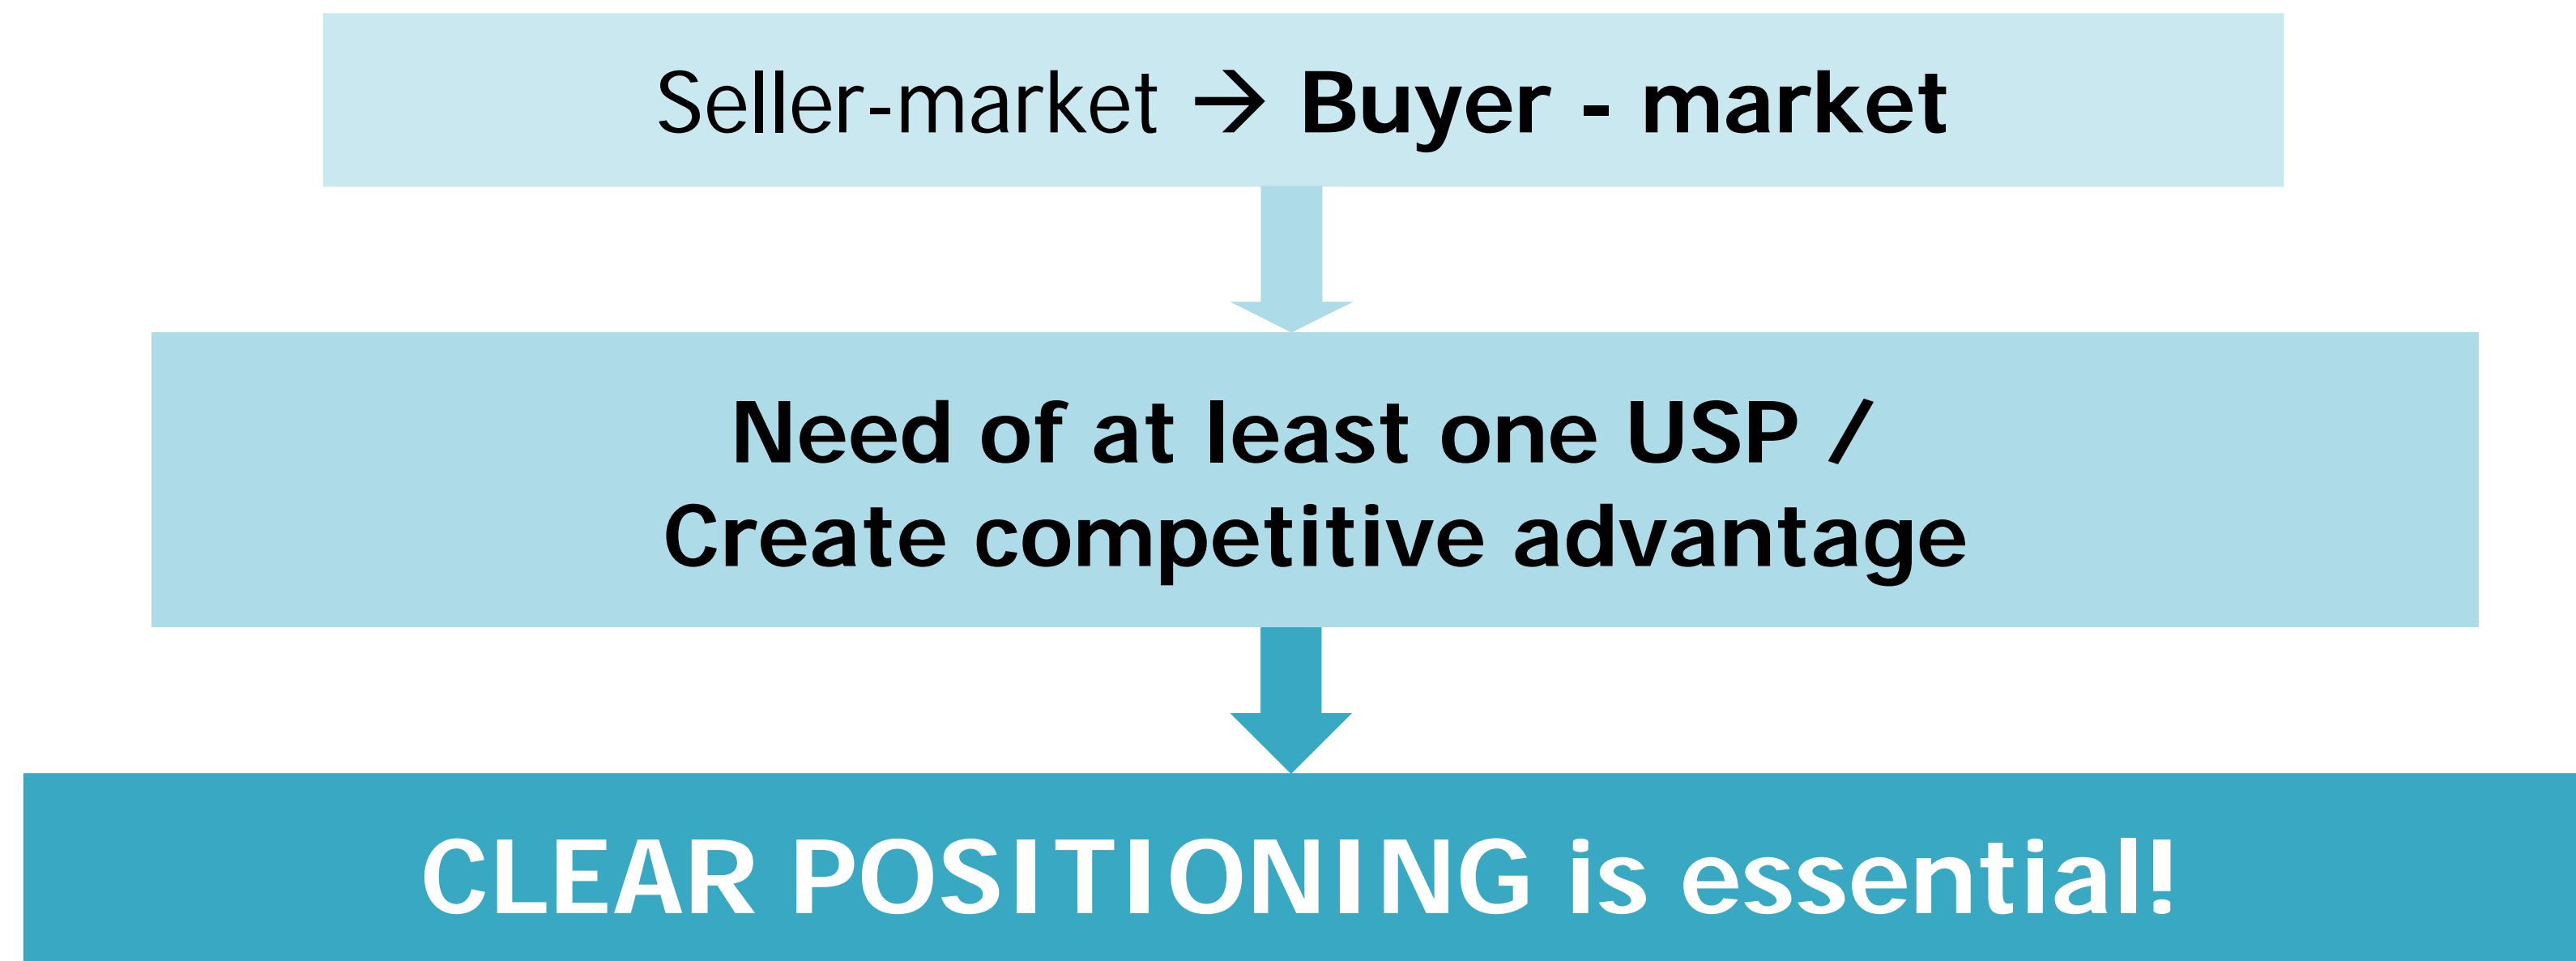 Seller-market → Buyer - market
Need of at least one USP /
Create competitive advantage
CLEAR POSITIONING is essential!